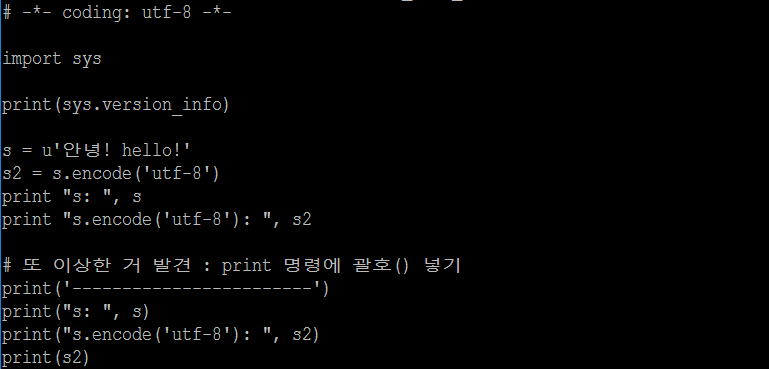 # -*- coding: utf-8 -*-
import sys
print(sys.version_info)
s = u'안녕! hello!'
s2 = s.encode('utf-8')
print "s: ", s
print "s.encode('utf-8'): ", s2
# 또 이상한 거 발견 : print 명령에 괄호() 넣기
print('------------------------')
print("s: ", s)
print("s.encode('utf-8'): ", s2)
print(s2)